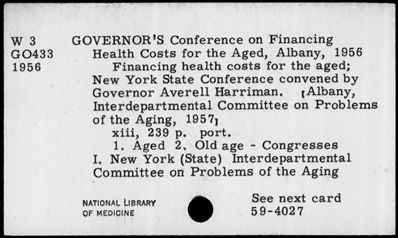 W 3 GOVERNOR'S Conference on Financing
GO433 Health Costs for the Aged, Albany, 1956
1956 Financing health costs for the aged;
New York State Conference convened by
Governor Averell Harriman. [Albany,
Interdepartmental Committee on Problems
of the Aging, 1957]
xiii, 239 p. port.
1. Aged 2. Old age - Congresses
I. New York (State) Interdepartmental
Committee on Problems of the Aging
NATIONAL LIBRARY See next card
OF MEDICINE 59-4027